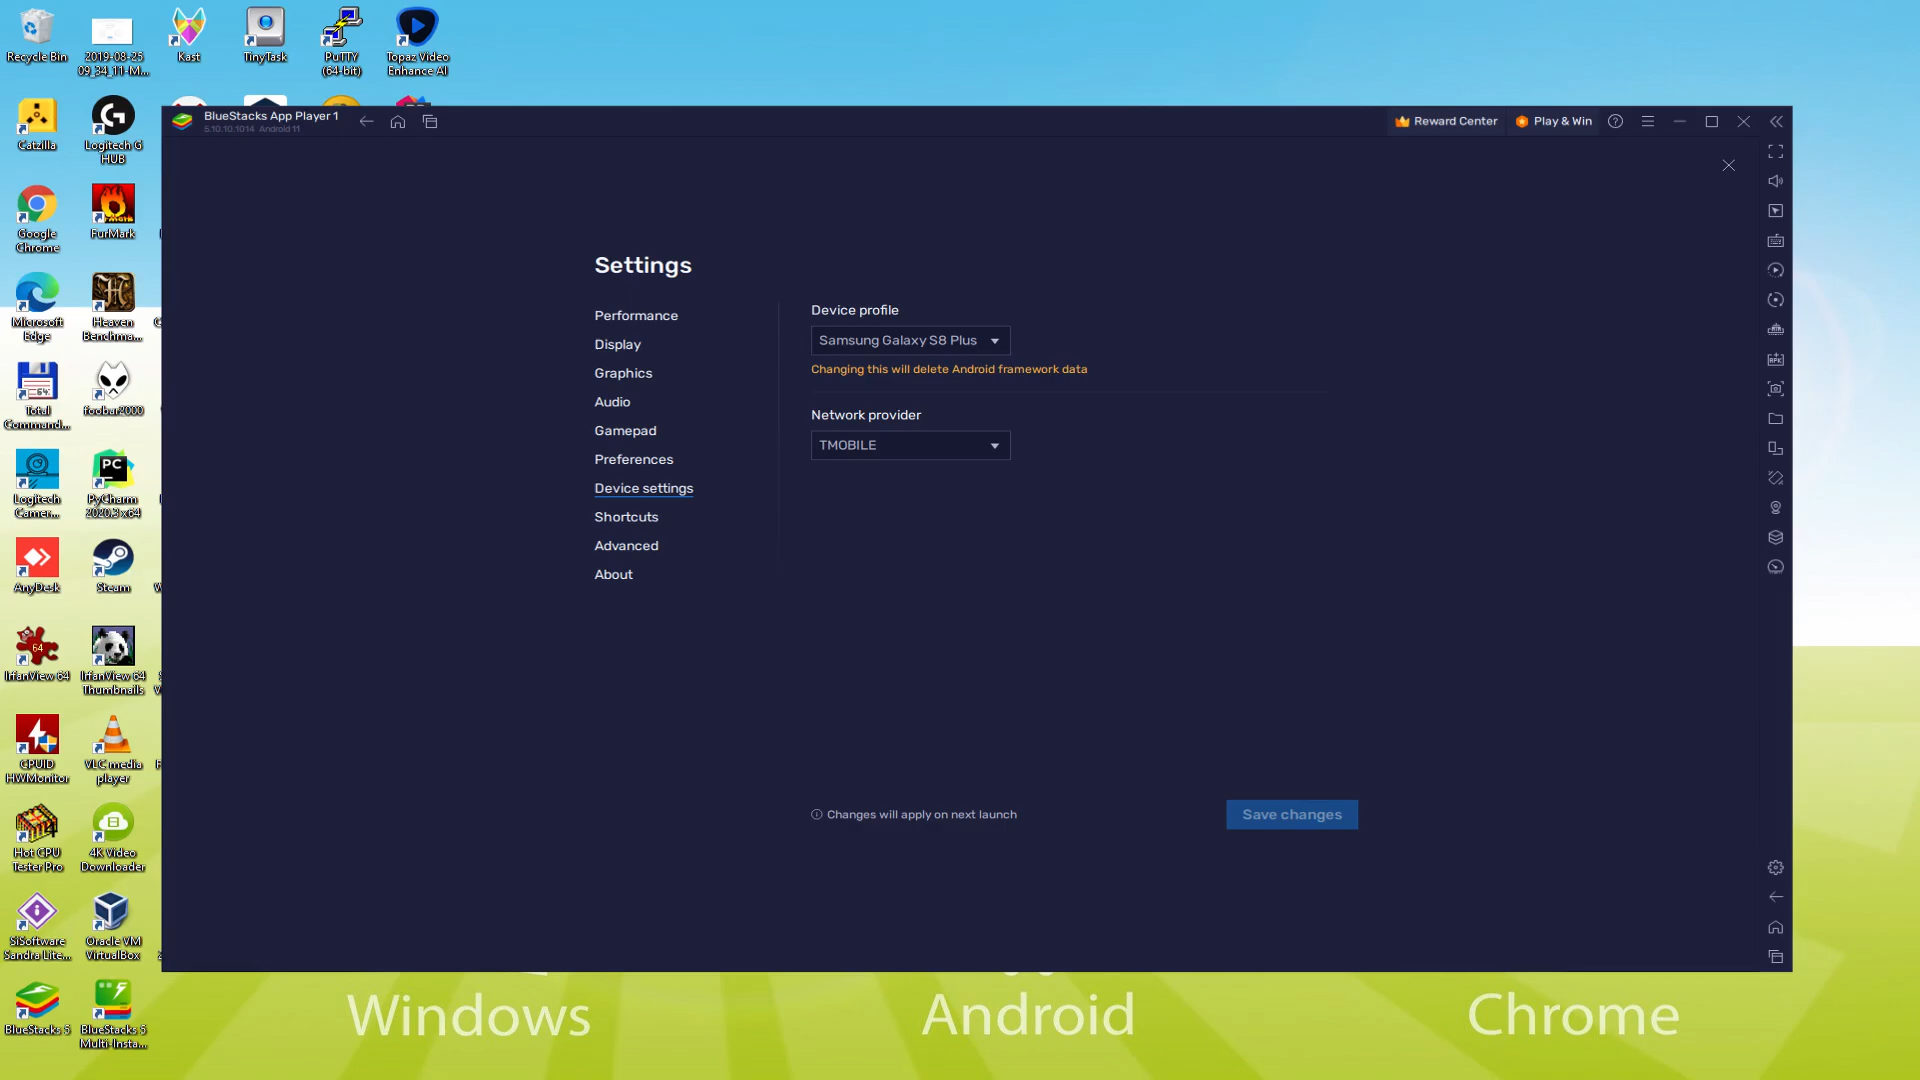 Recycle Bin
2019-08-25
09_34_11-M...
Kast
TinyTask
PuTTY
(64-bit)
Topaz Video
Enhance AI
Catzilla
Logitech G
HUB
Google
Chrome
FurMark
Microsoft
Edge
Heaven
Benchma...
Total
Command...
foobar2000
Logitech
Camer...
PyCharm
2020.3 x64
AnyDesk
Steam
IrfanView 64
IrfanView 64
Thumbnails
CPUID
HWMonitor
VLC media
player
Hot CPU
Tester Pro
4K Video
Downloader
SiSoftware
Sandra Lite...
Oracle VM
VirtualBox
BlueStacks 5
BlueStacks 5
Multi-Insta...
BlueStacks App Player 1
5.10.10.1014 Android 11
Reward Center
Play & Win
Settings
Performance
Display
Graphics
Audio
Gamepad
Preferences
Device settings
Shortcuts
Advanced
About
Device profile
Samsung Galaxy S8 Plus
Changing this will delete Android framework data
Network provider
TMOBILE
Changes will apply on next launch
Save changes
Windows
Android
Chrome